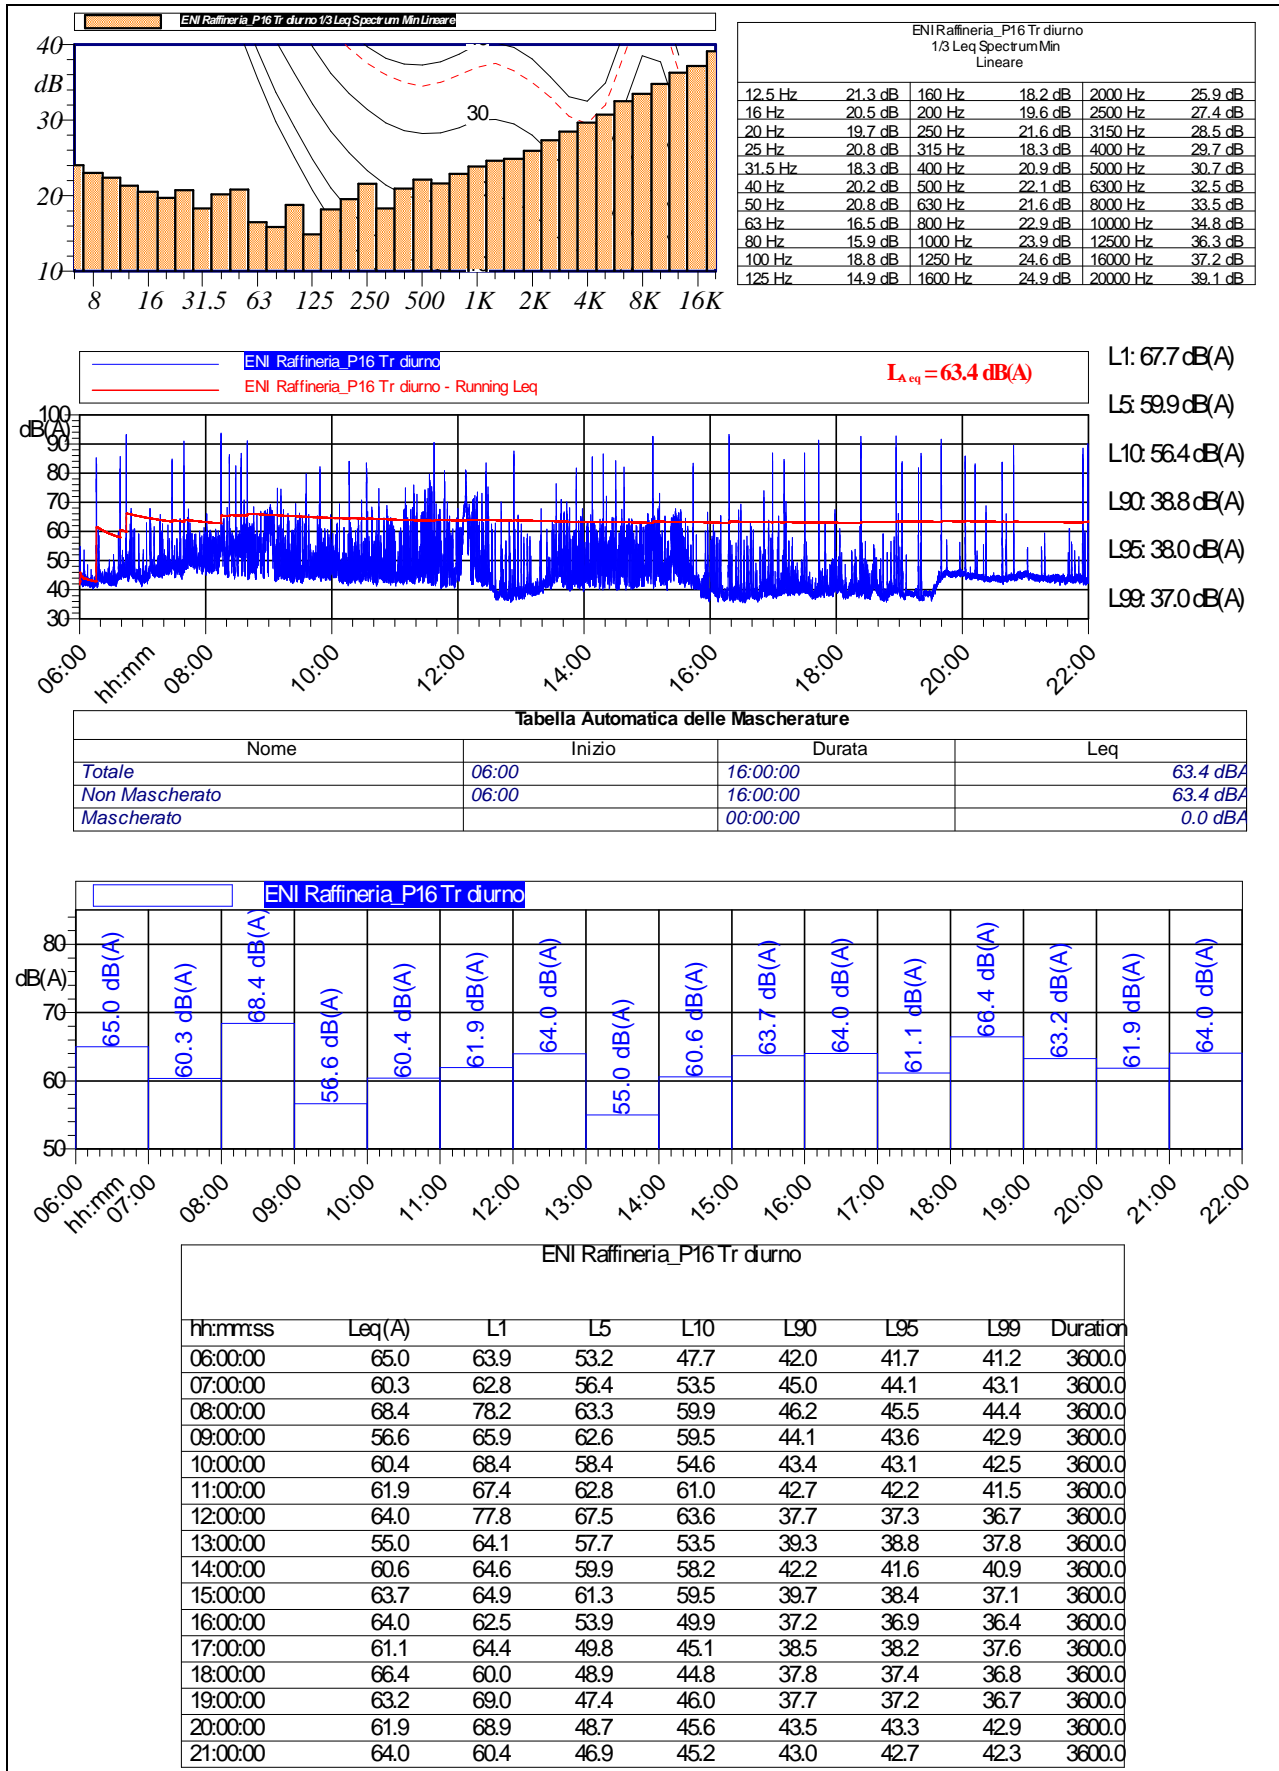 ENI Raffineria_P16 Tr diurno 1/3 Leq Spectrum Min Lineare
40
dB
30
20
10
30
8 16 31.5 63 125 250 500 1K 2K 4K 8K 16K
ENI Raffineria_P16 Tr diurno
1/3 Leq Spectrum Min
Lineare
12.5 Hz 21.3 dB 160 Hz 18.2 dB 2000 Hz 25.9 dB
16 Hz 20.5 dB 200 Hz 19.6 dB 2500 Hz 27.4 dB
20 Hz 19.7 dB 250 Hz 21.6 dB 3150 Hz 28.5 dB
25 Hz 20.8 dB 315 Hz 18.3 dB 4000 Hz 29.7 dB
31.5 Hz 18.3 dB 400 Hz 20.9 dB 5000 Hz 30.7 dB
40 Hz 20.2 dB 500 Hz 22.1 dB 6300 Hz 32.5 dB
50 Hz 20.8 dB 630 Hz 21.6 dB 8000 Hz 33.5 dB
63 Hz 16.5 dB 800 Hz 22.9 dB 10000 Hz 34.8 dB
80 Hz 15.9 dB 1000 Hz 23.9 dB 12500 Hz 36.3 dB
100 Hz 18.8 dB 1250 Hz 24.6 dB 16000 Hz 37.2 dB
125 Hz 14.9 dB 1600 Hz 24.9 dB 20000 Hz 39.1 dB
ENI Raffineria_P16 Tr diurno
ENI Raffineria_P16 Tr diurno - Running Leq
LA eq = 63.4 dB(A)
L1: 67.7 dB(A)
L5: 59.9 dB(A)
L10: 56.4 dB(A)
L90: 38.8 dB(A)
L95: 38.0 dB(A)
L99: 37.0 dB(A)
100
dB(A)
90
80
70
60
50
40
30
06:00 hh:mm 08:00 10:00 12:00 14:00 16:00 18:00 20:00 22:00
Tabella Automatica delle Mascherature
Nome Inizio Durata Leq
Totale 06:00 16:00:00 63.4 dBA
Non Mascherato 06:00 16:00:00 63.4 dBA
Mascherato 00:00:00 0.0 dBA
ENI Raffineria_P16 Tr diurno
80
dB(A)
70
60
50
65.0 dB(A) 60.3 dB(A) 68.4 dB(A) 56.6 dB(A) 60.4 dB(A) 61.9 dB(A) 64.0 dB(A) 55.0 dB(A) 60.6 dB(A) 63.7 dB(A) 64.0 dB(A) 61.1 dB(A) 66.4 dB(A) 63.2 dB(A) 61.9 dB(A) 64.0 dB(A)
06:00 hh:mm 07:00 08:00 09:00 10:00 11:00 12:00 13:00 14:00 15:00 16:00 17:00 18:00 19:00 20:00 21:00 22:00
ENI Raffineria_P16 Tr diurno
hh:mm:ss Leq(A) L1 L5 L10 L90 L95 L99 Duration
06:00:00 65.0 63.9 53.2 47.7 42.0 41.7 41.2 3600.0
07:00:00 60.3 62.8 56.4 53.5 45.0 44.1 43.1 3600.0
08:00:00 68.4 78.2 63.3 59.9 46.2 45.5 44.4 3600.0
09:00:00 56.6 65.9 62.6 59.5 44.1 43.6 42.9 3600.0
10:00:00 60.4 68.4 58.4 54.6 43.4 43.1 42.5 3600.0
11:00:00 61.9 67.4 62.8 61.0 42.7 42.2 41.5 3600.0
12:00:00 64.0 77.8 67.5 63.6 37.7 37.3 36.7 3600.0
13:00:00 55.0 64.1 57.7 53.5 39.3 38.8 37.8 3600.0
14:00:00 60.6 64.6 59.9 58.2 42.2 41.6 40.9 3600.0
15:00:00 63.7 64.9 61.3 59.5 39.7 38.4 37.1 3600.0
16:00:00 64.0 62.5 53.9 49.9 37.2 36.9 36.4 3600.0
17:00:00 61.1 64.4 49.8 45.1 38.5 38.2 37.6 3600.0
18:00:00 66.4 60.0 48.9 44.8 37.8 37.4 36.8 3600.0
19:00:00 63.2 69.0 47.4 46.0 37.7 37.2 36.7 3600.0
20:00:00 61.9 68.9 48.7 45.6 43.5 43.3 42.9 3600.0
21:00:00 64.0 60.4 46.9 45.2 43.0 42.7 42.3 3600.0